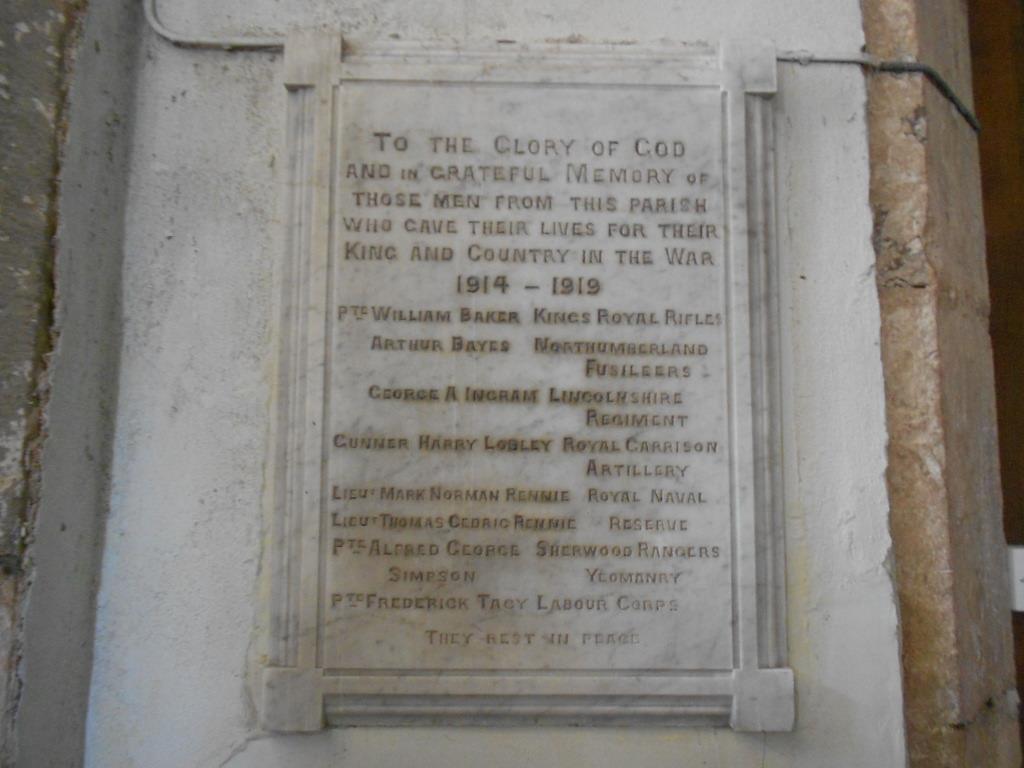 TO THE GLORY OF GOD
AND IN GRATEFUL MEMORY OF
THOSE MEN FROM THIS PARISH
WHO GAVE THEIR LIVES FOR THEIR
KING AND COUNTRY IN THE WAR
1914 - 1919
PTE WILLIAM BAKER KINGS ROYAL RIFLES
ARTHUR BAYES NORTHUMBERLAND
FUSILEERS
GEORGE A INGRAM LINCOLNSHIRE
REGIMENT
GUNNER HARRY LOBLEY ROYAL GARRISON
ARTILLERY
LIEUT MARK NORMAN RENNIE ROYAL NAVAL
LIEUT THOMAS CEDRIC RENNIE RESERVE
PTE ALFRED GEORGE SHERWOOD RANGERS
SIMPSON YEOMANRY
PTE FREDERICK TACY LABOUR CORPS
THEY REST IN PEACE